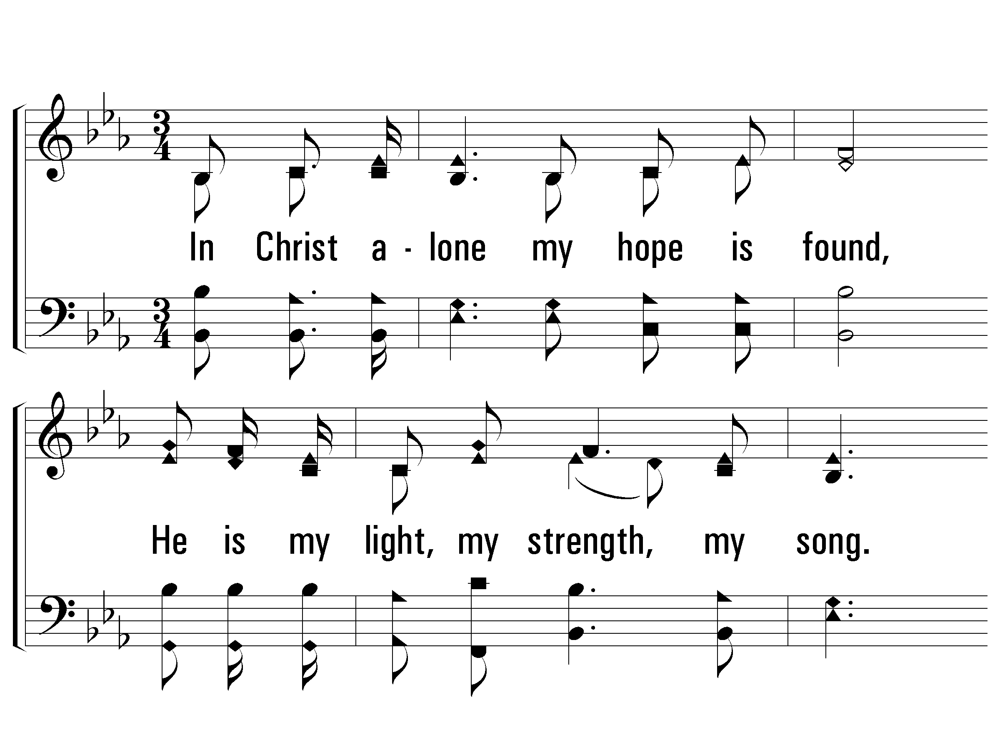 In Christ a - lone my hope is found,
He is my light, my strength, my song.